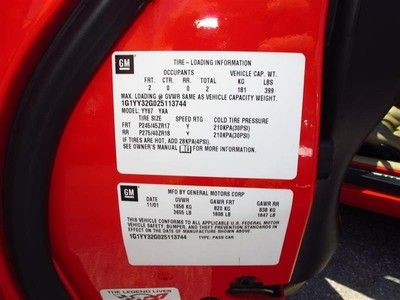 GM
TIRE-LOADING INFORMATION
OCCUPANTS VEHICLE CAP. WT.
FRT. CTR. RR. TOTAL KG LBS
2 0 0 2 181 399
MAX. LOADING @ GVWR SAME AS VEHICLE CAPACITY WEIGHT.
1G1YY32G025113744
MODEL: YY67 YAA
TIRE SIZE SPEED RTG COLD TIRE PRESSURE
FRT P245/45ZR17 Y 210KPA(30PSI)
RR P275/40ZR18 Y 210KPA(30PSI)
IF TIRES ARE HOT, ADD 28KPA(4PSI).
SEE OWNER'S MANUAL FOR MORE INFORMATION.
GM
MFD BY GENERAL MOTORS CORP
DATE GVWR GAWR FRT GAWR RR
11/01 1658 KG 820 KG 838 KG
3655 LB 1808 LB 1847 LB
THIS VEHICLE CONFORMS TO ALL APPLICABLE U.S. FEDERAL VEHICLE
SAFETY, BUMPER, AND THEFT PREVENTION STANDARDS IN EFFECT ON THE
DATE OF MANUFACTURE SHOWN ABOVE.
1G1YY32G025113744 TYPE: PASS CAR
THE LEGEND LIVES